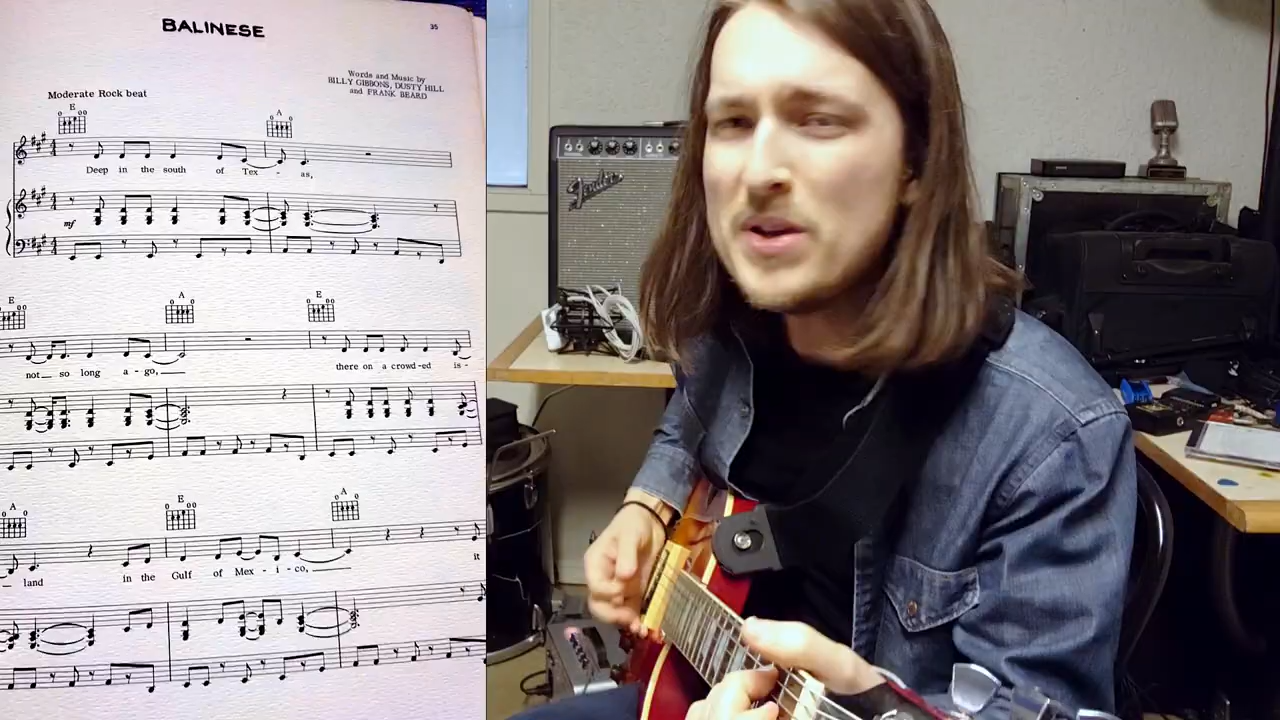 BALINESE
35
Words and Music by
BILLY GIBBONS, DUSTY HILL
and FRANK BEARD
Moderate Rock beat
E A
Deep in the south of Tex - as,
mf
E A E
not so long a - go, there on a crowd - ed is -
A E A
land in the Gulf of Mex - i - co, it
Fender